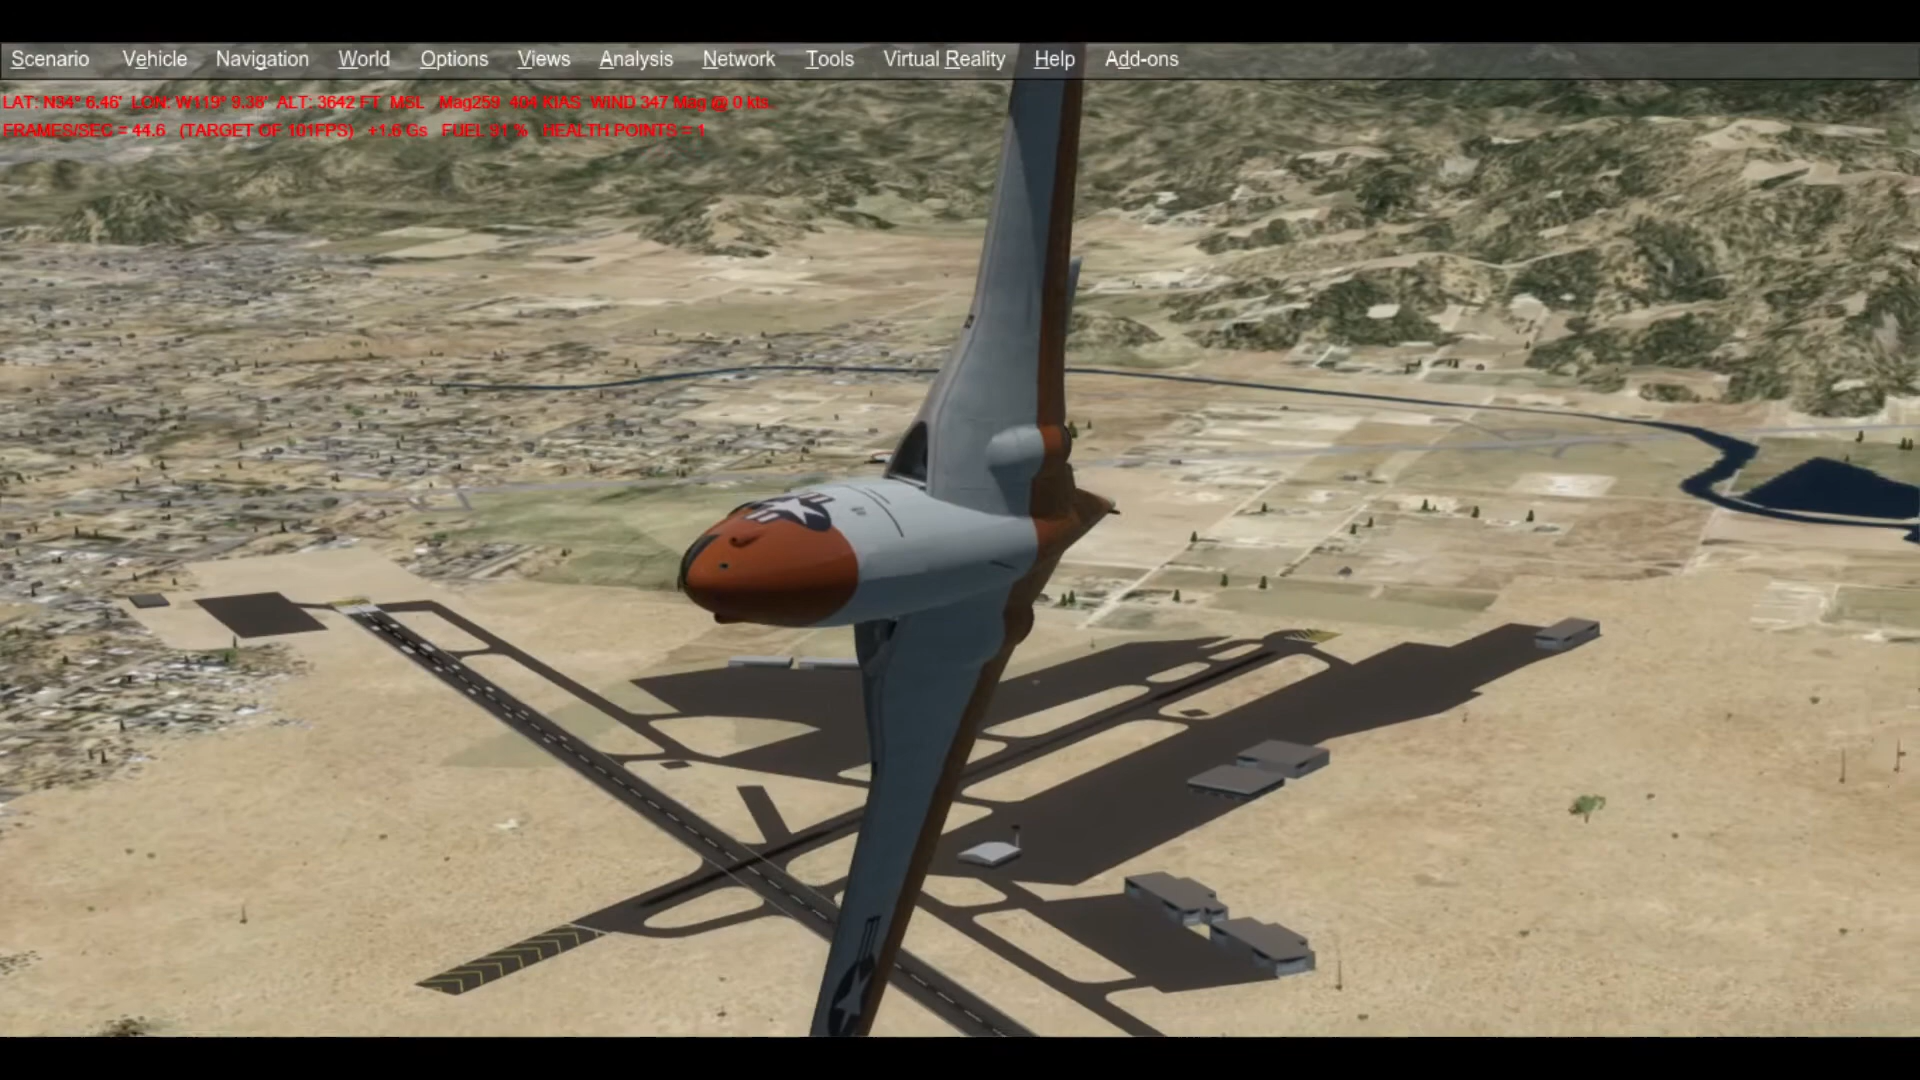 Scenario Vehicle Navigation World Options Views Analysis Network Tools Virtual Reality Help Add-ons
LAT: N34° 6.46' LON: W119° 9.38' ALT: 3642 FT MSL Mag259 404 KIAS WIND 347 Mag @ 0 kts.
FRAMES/SEC = 44.6 (TARGET OF 101FPS) +1.6 Gs FUEL 91 % HEALTH POINTS = 1